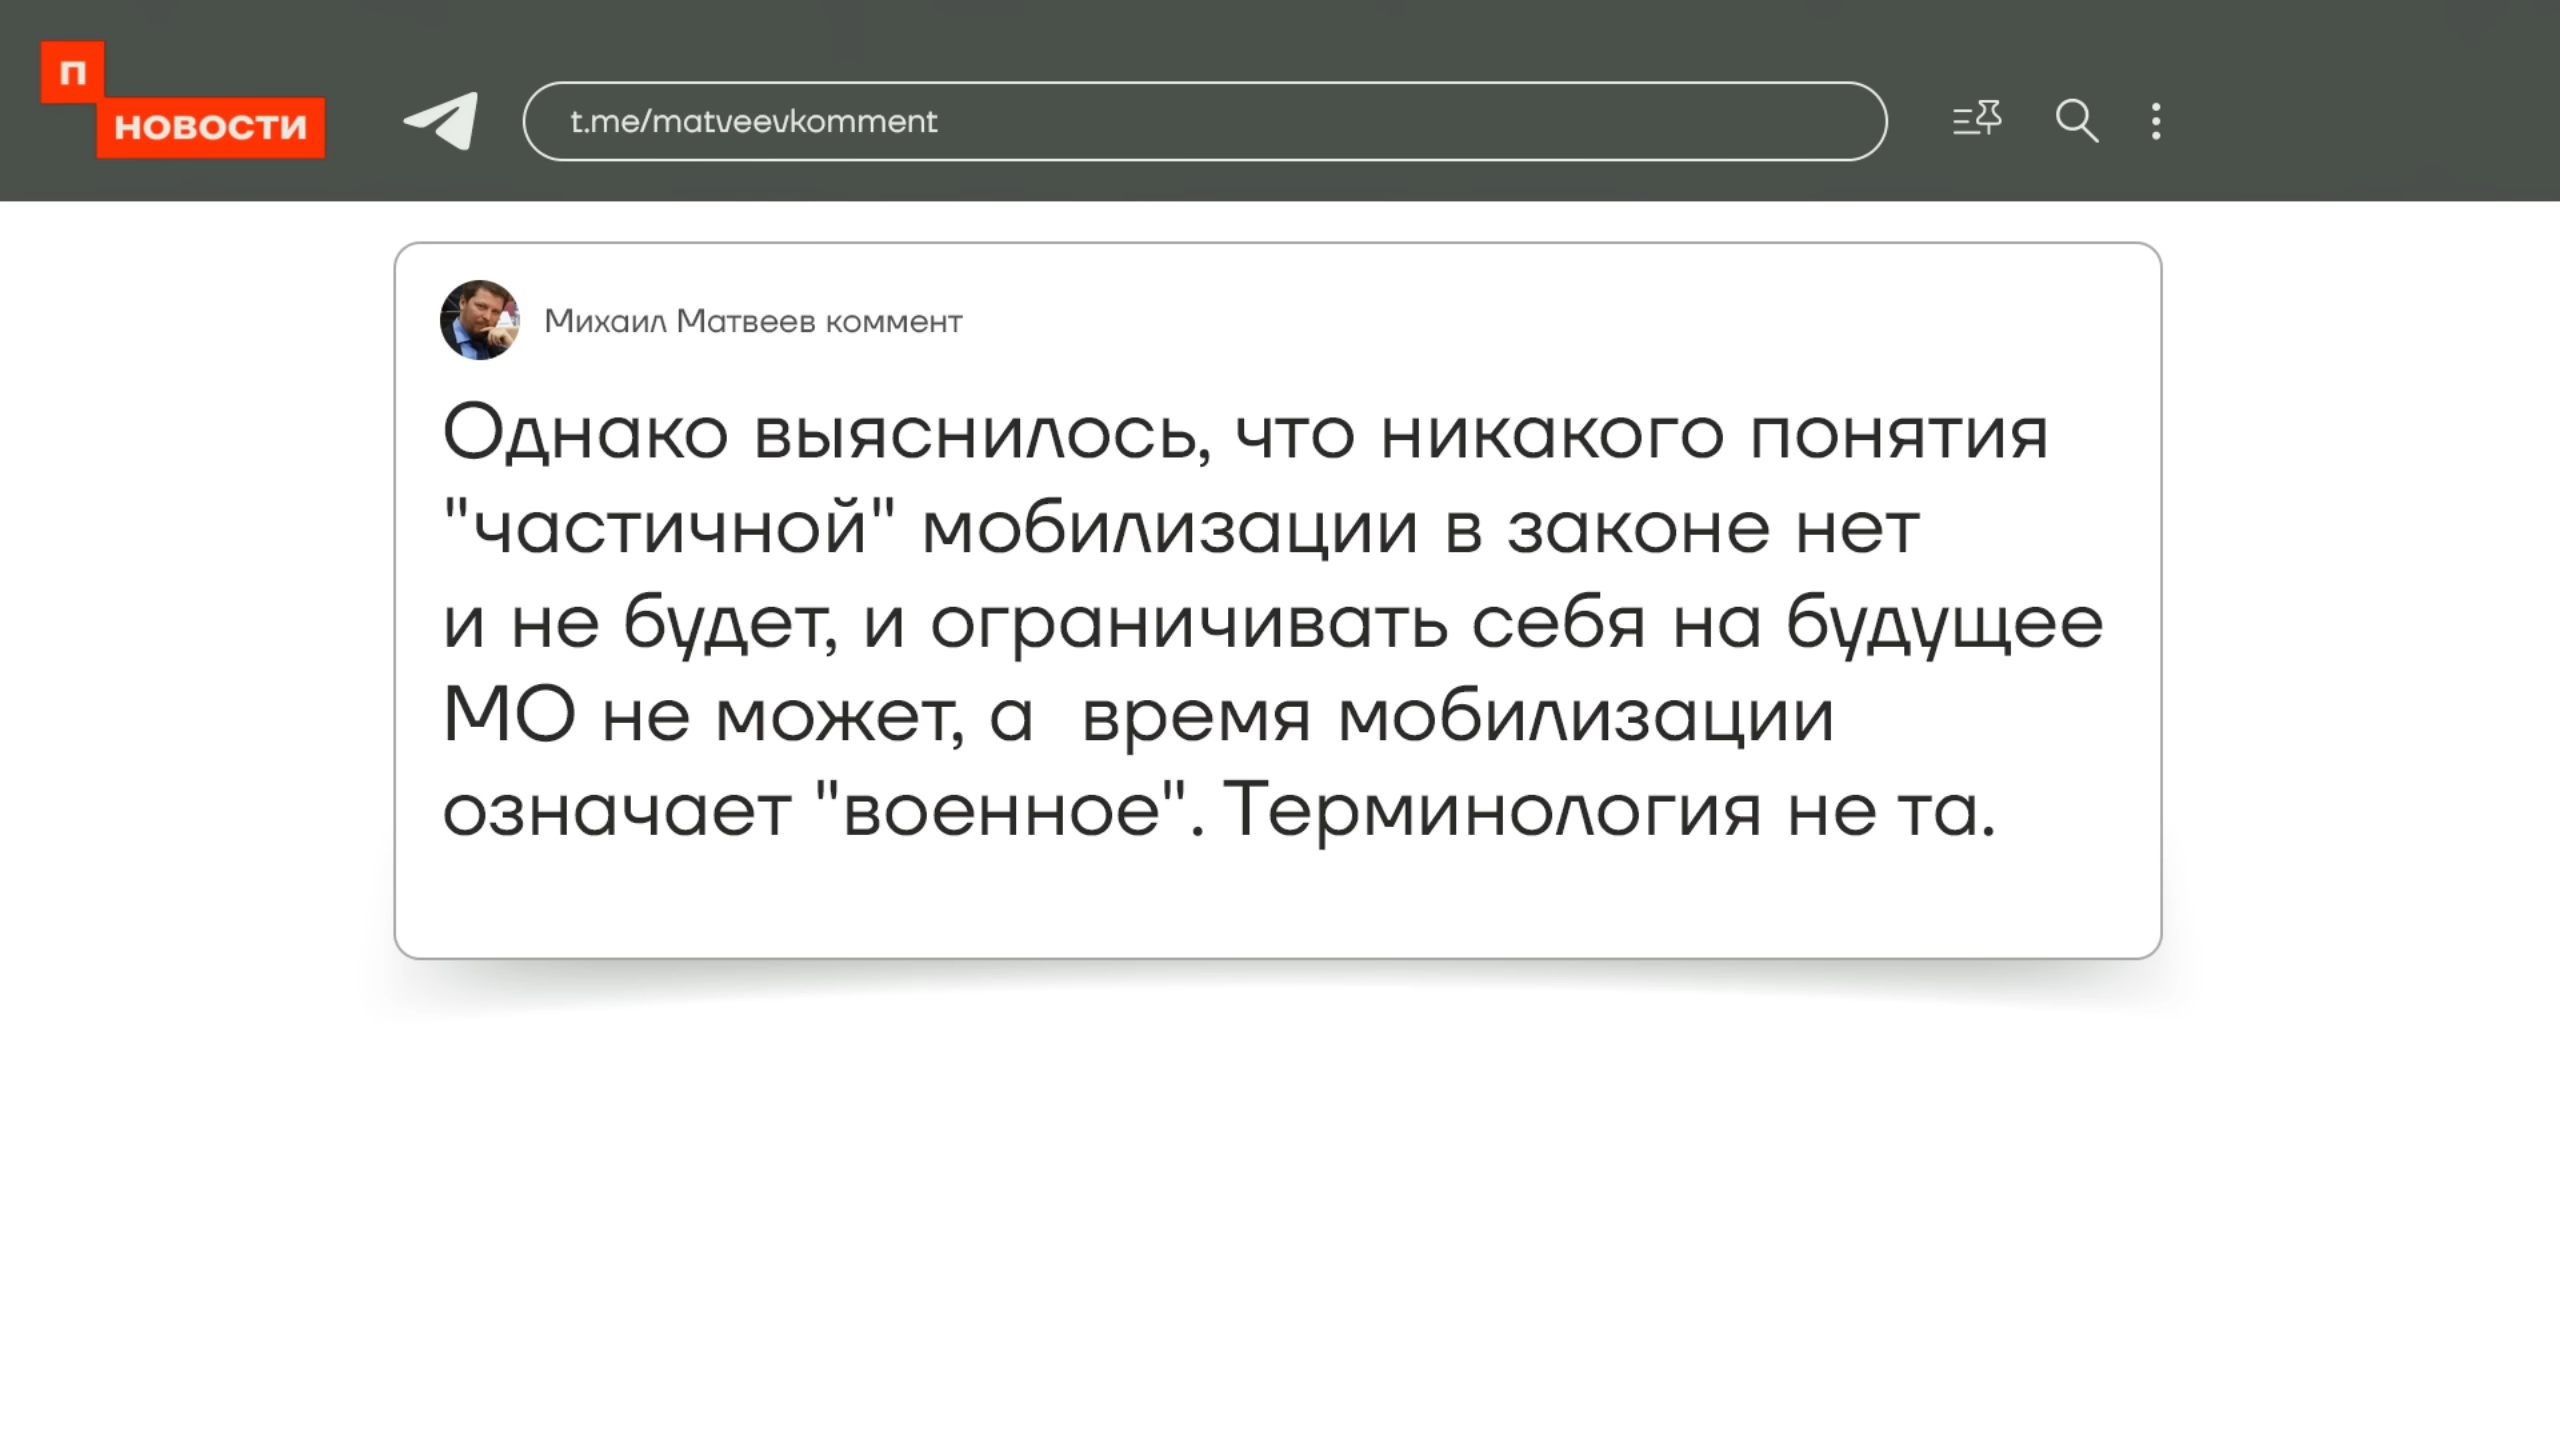 П
НОВОСТИ
t.me/matveevkomment
Михаил Матвеев коммент
Однако выяснилось, что никакого понятия
"частичной" мобилизации в законе нет
и не будет, и ограничивать себя на будущее
МО не может, а  время мобилизации
означает "военное". Терминология не та.